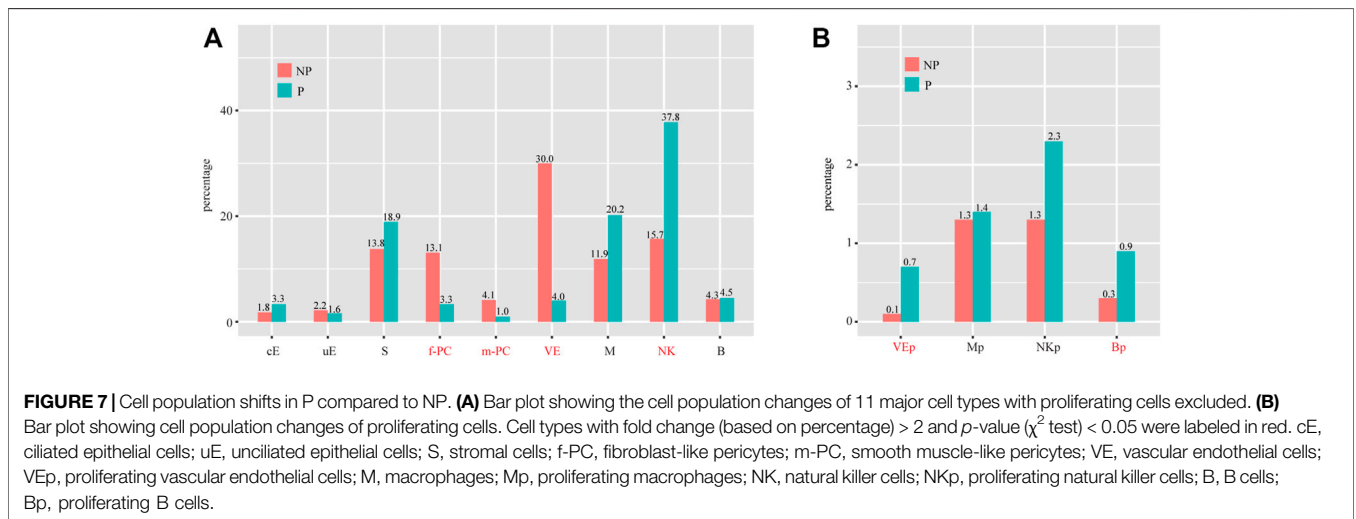 A
NP
P
percentage
40
20
0
1.8
3.3
2.2
1.6
13.8
18.9
13.1
3.3
4.1
1.0
30.0
4.0
11.9
20.2
15.7
37.8
4.3
4.5
cE uE S f-PC m-PC VE M NK B
B
NP
P
percentage
3
2
1
0
0.1
0.7
1.3
1.4
1.3
2.3
0.3
0.9
VEp Mp NKp Bp
FIGURE 7 | Cell population shifts in P compared to NP. (A) Bar plot showing the cell population changes of 11 major cell types with proliferating cells excluded. (B)
Bar plot showing cell population changes of proliferating cells. Cell types with fold change (based on percentage) > 2 and p-value (χ² test) < 0.05 were labeled in red. cE,
ciliated epithelial cells; uE, unciliated epithelial cells; S, stromal cells; f-PC, fibroblast-like pericytes; m-PC, smooth muscle-like pericytes; VE, vascular endothelial cells;
VEp, proliferating vascular endothelial cells; M, macrophages; Mp, proliferating macrophages; NK, natural killer cells; NKp, proliferating natural killer cells; B, B cells;
Bp, proliferating B cells.